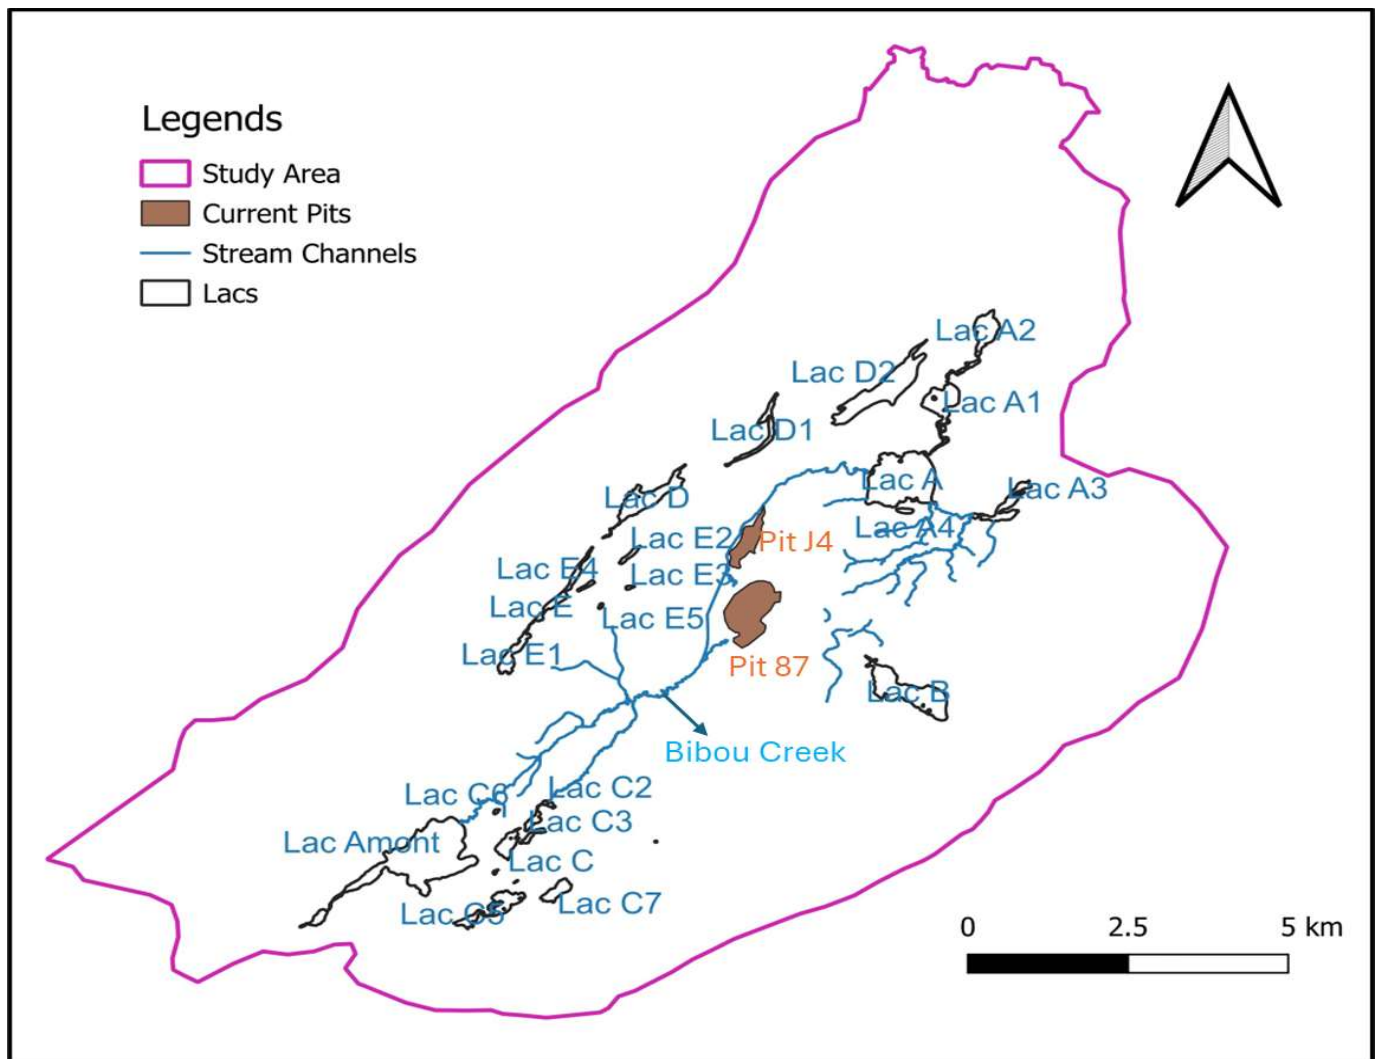 Legends
Study Area
Current Pits
Stream Channels
Lacs
Lac A2
Lac D2
Lac A1
Lac D1
Lac A
Lac A3
Lac D
Lac A4
Lac E2
Pit J4
Lac E4
Lac E3
Lac E
Lac E5
Lac E1
Pit 87
Lac B
Bibou Creek
Lac C6
Lac C2
Lac C3
Lac Amont
Lac C
Lac C5
Lac C7
0 2.5 5 km